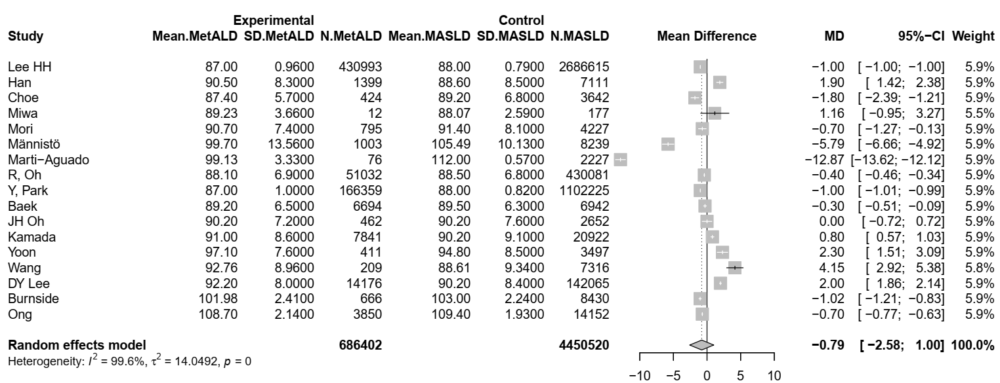 Experimental Control
Study Mean.MetALD SD.MetALD N.MetALD Mean.MASLD SD.MASLD N.MASLD Mean Difference MD 95%−CI Weight
Lee HH 87.00 0.9600 430993 88.00 0.7900 2686615 −1.00 [ −1.00; −1.00] 5.9%
Han 90.50 8.3000 1399 88.60 8.5000 7111 1.90 [ 1.42; 2.38] 5.9%
Choe 87.40 5.7000 424 89.20 6.8000 3642 −1.80 [ −2.39; −1.21] 5.9%
Miwa 89.23 3.6600 12 88.07 2.5900 177 1.16 [ −0.95; 3.27] 5.5%
Mori 90.70 7.4000 795 91.40 8.1000 4227 −0.70 [ −1.27; −0.13] 5.9%
Männistö 99.70 13.5600 1003 105.49 10.1300 8239 −5.79 [ −6.66; −4.92] 5.9%
Marti−Aguado 99.13 3.3300 76 112.00 0.5700 2227 −12.87 [−13.62; −12.12] 5.9%
R, Oh 88.10 6.9000 51032 88.50 6.8000 430081 −0.40 [ −0.46; −0.34] 5.9%
Y, Park 87.00 1.0000 166359 88.00 0.8200 1102225 −1.00 [ −1.01; −0.99] 5.9%
Baek 89.20 6.5000 6694 89.50 6.3000 6942 −0.30 [ −0.51; −0.09] 5.9%
JH Oh 90.20 7.2000 462 90.20 7.6000 2652 0.00 [ −0.72; 0.72] 5.9%
Kamada 91.00 8.6000 7841 90.20 9.1000 20922 0.80 [ 0.57; 1.03] 5.9%
Yoon 97.10 7.6000 411 94.80 8.5000 3497 2.30 [ 1.51; 3.09] 5.9%
Wang 92.76 8.9600 209 88.61 9.3400 7316 4.15 [ 2.92; 5.38] 5.8%
DY Lee 92.20 8.0000 14176 90.20 8.4000 142065 2.00 [ 1.86; 2.14] 5.9%
Burnside 101.98 2.4100 666 103.00 2.2400 8430 −1.02 [ −1.21; −0.83] 5.9%
Ong 108.70 2.1400 3850 109.40 1.9300 14152 −0.70 [ −0.77; −0.63] 5.9%
Random effects model 686402 4450520 −0.79 [ −2.58; 1.00] 100.0%
Heterogeneity: I² = 99.6%, τ² = 14.0492, p = 0
−10 −5 0 5 10